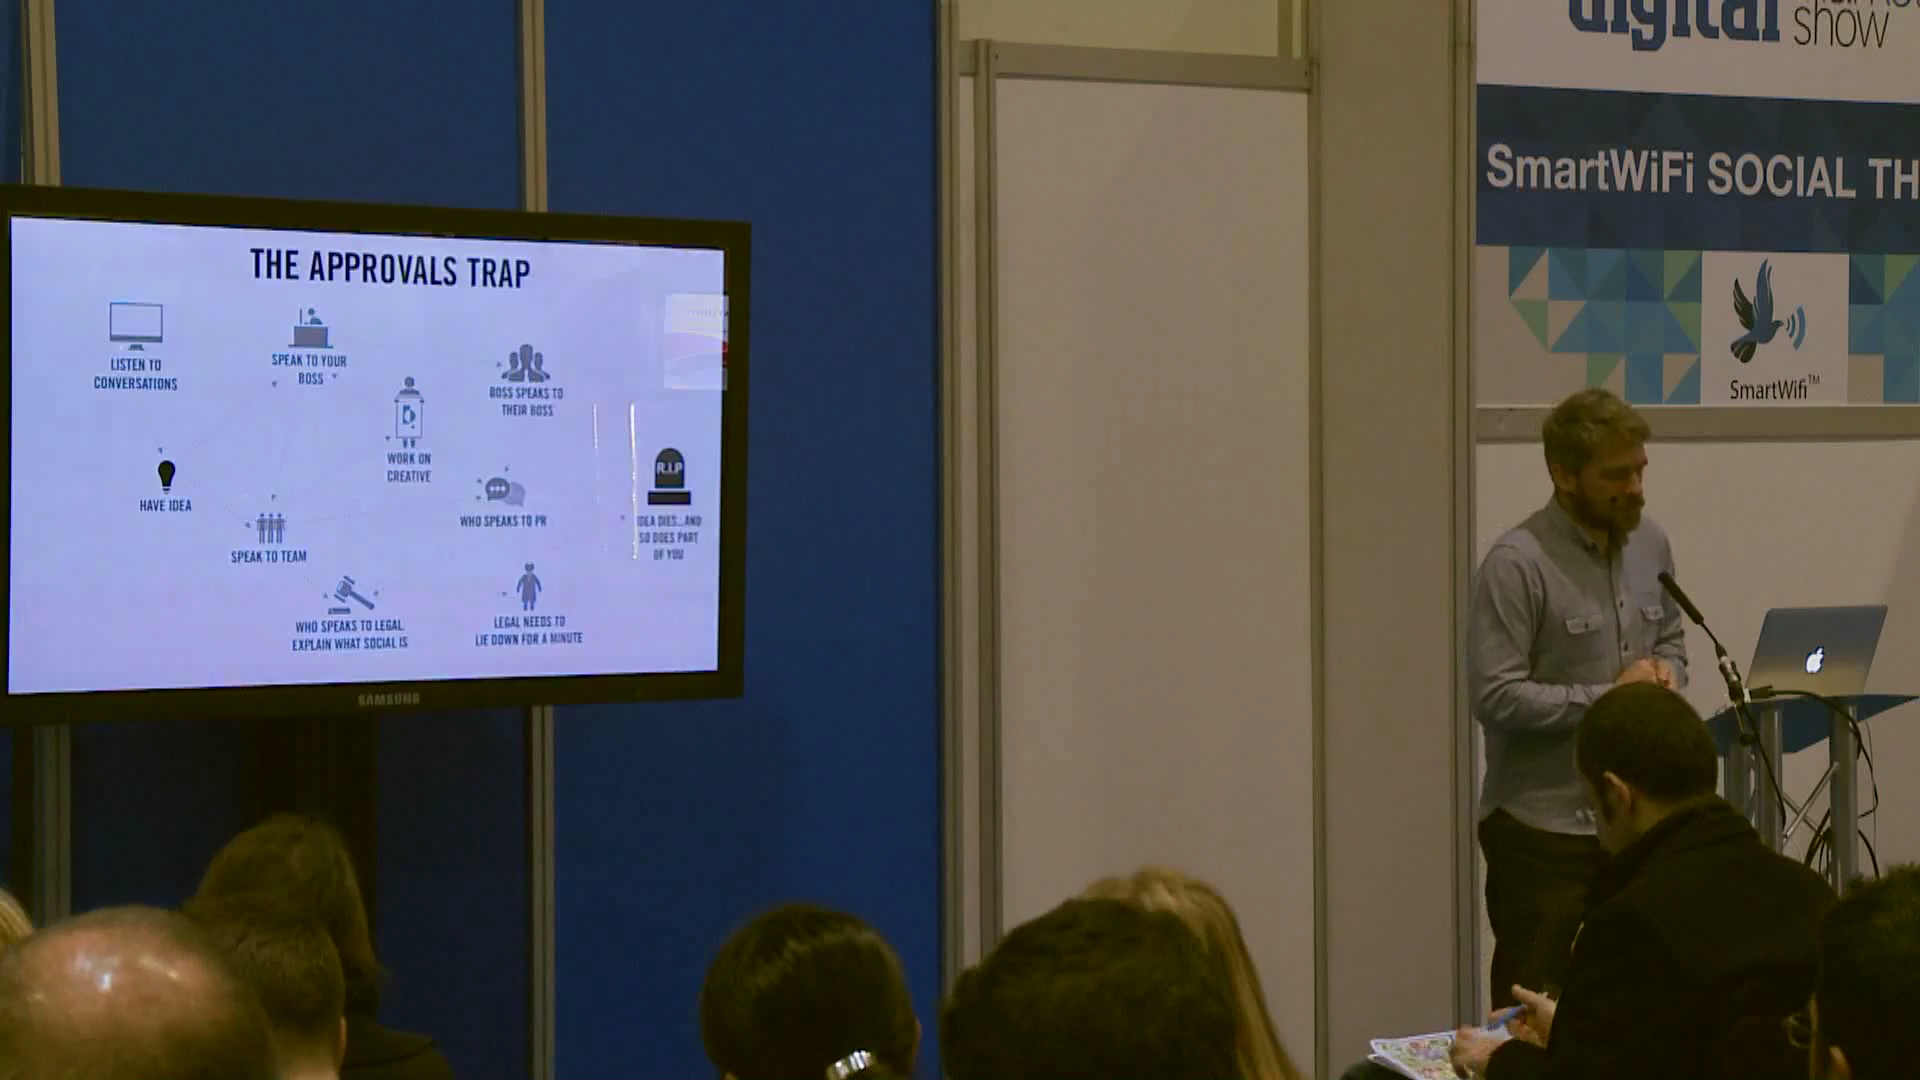 THE APPROVALS TRAP
LISTEN TO
CONVERSATIONS
SPEAK TO YOUR
BOSS
BOSS SPEAKS TO
THEIR BOSS
WORK ON
CREATIVE
HAVE IDEA
SPEAK TO TEAM
WHO SPEAKS TO PR
R.I.P
IDEA DIES...AND
SO DOES PART
OF YOU
WHO SPEAKS TO LEGAL.
EXPLAIN WHAT SOCIAL IS
LEGAL NEEDS TO
LIE DOWN FOR A MINUTE
SAMSUNG
digital
show
SmartWiFi SOCIAL TH
SmartWifi™